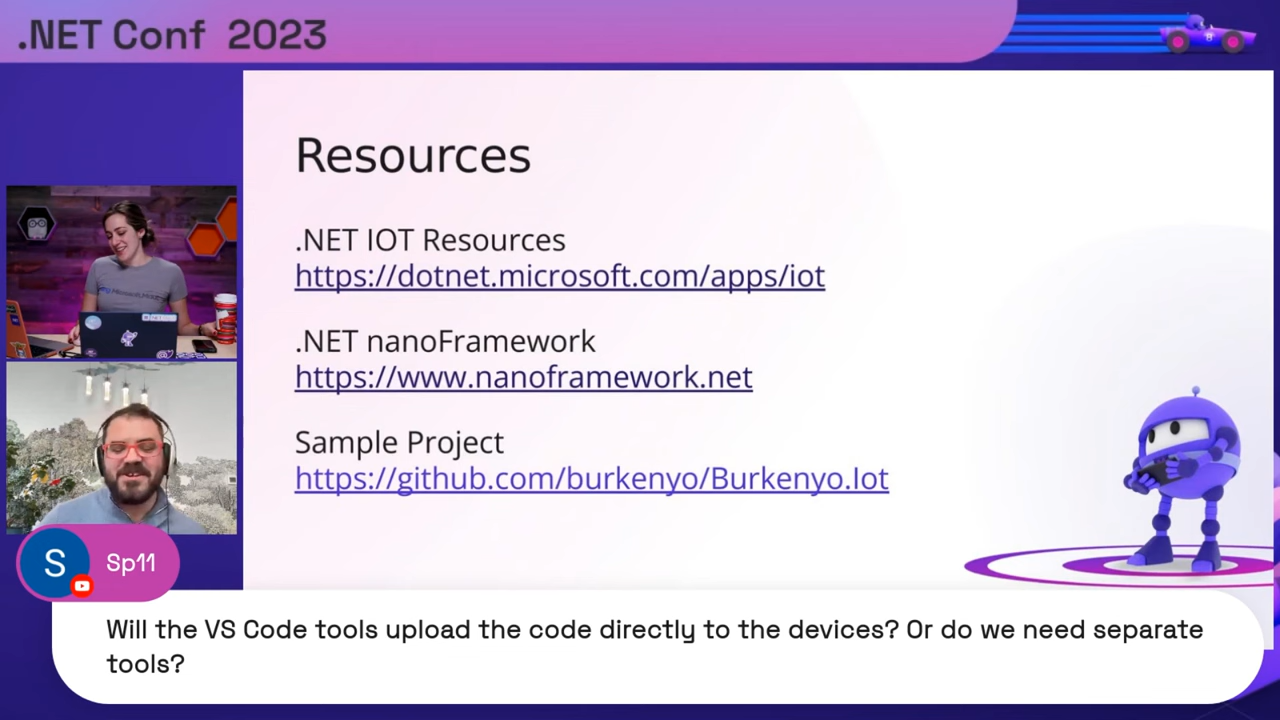 .NET Conf 2023
Resources
.NET IOT Resources
https://dotnet.microsoft.com/apps/iot
.NET nanoFramework
https://www.nanoframework.net
Sample Project
https://github.com/burkenyo/Burkenyo.Iot
S Sp11
Will the VS Code tools upload the code directly to the devices? Or do we need separate
tools?